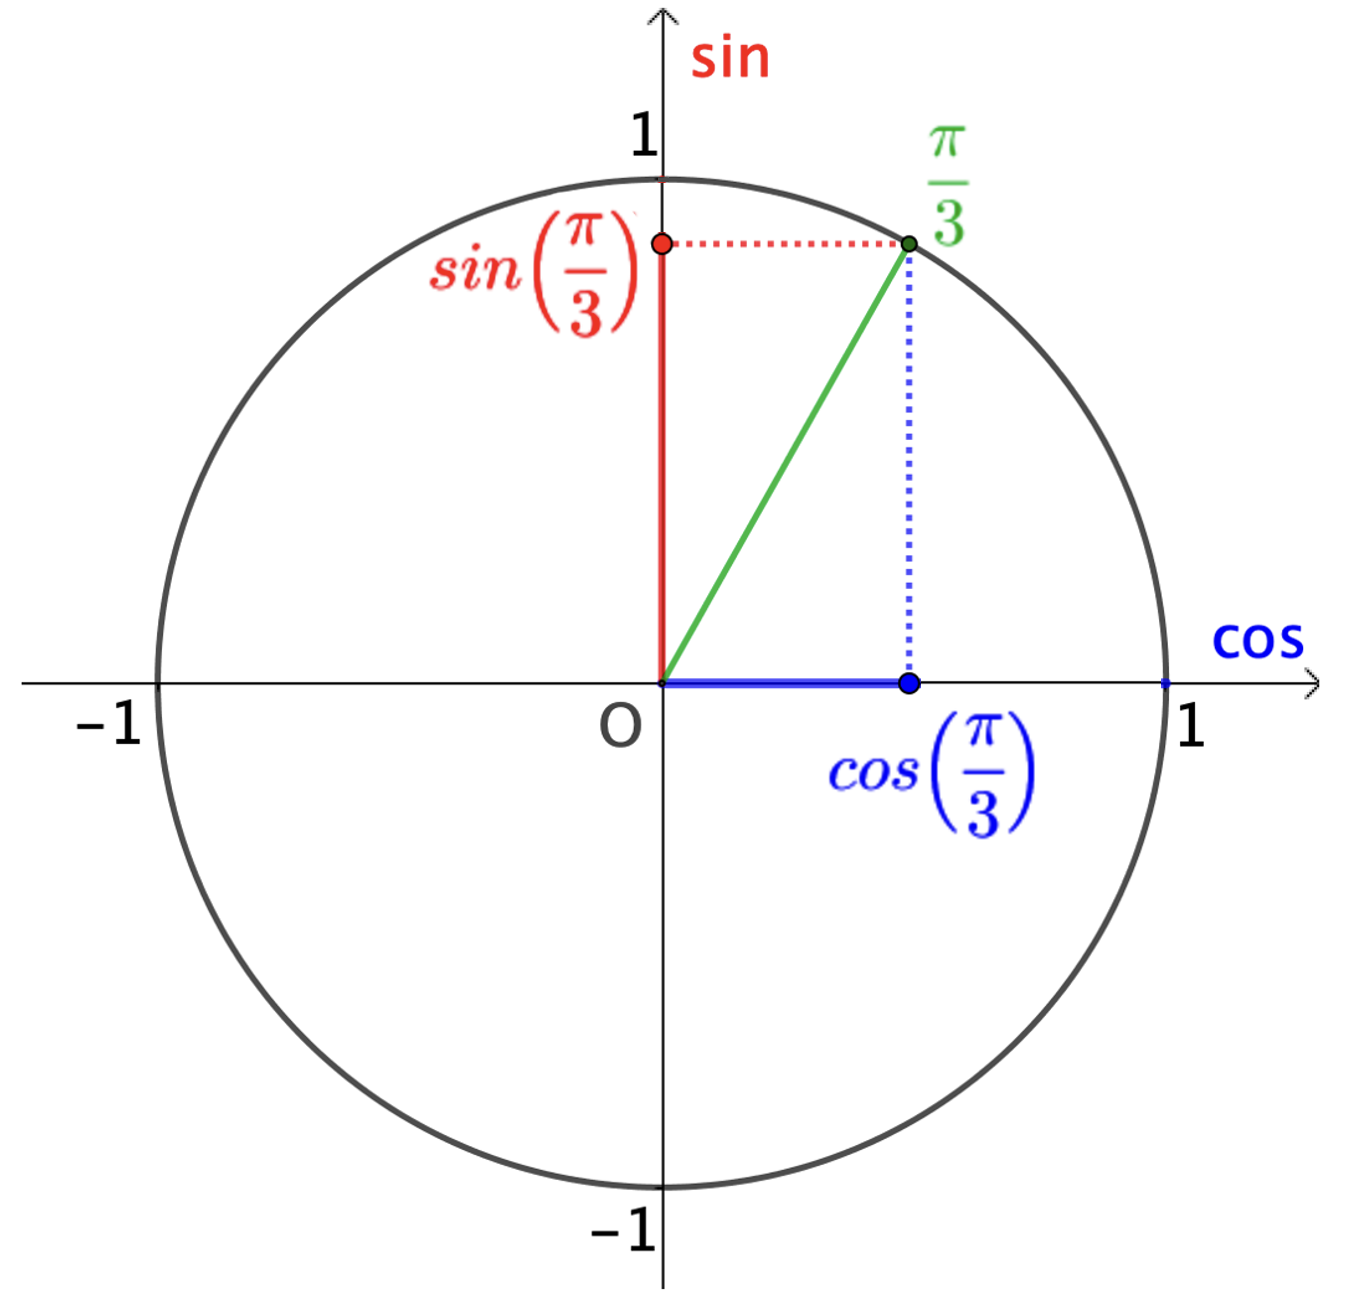 sin
1
π/3
sin(π/3)
cos
-1
O
1
cos(π/3)
-1